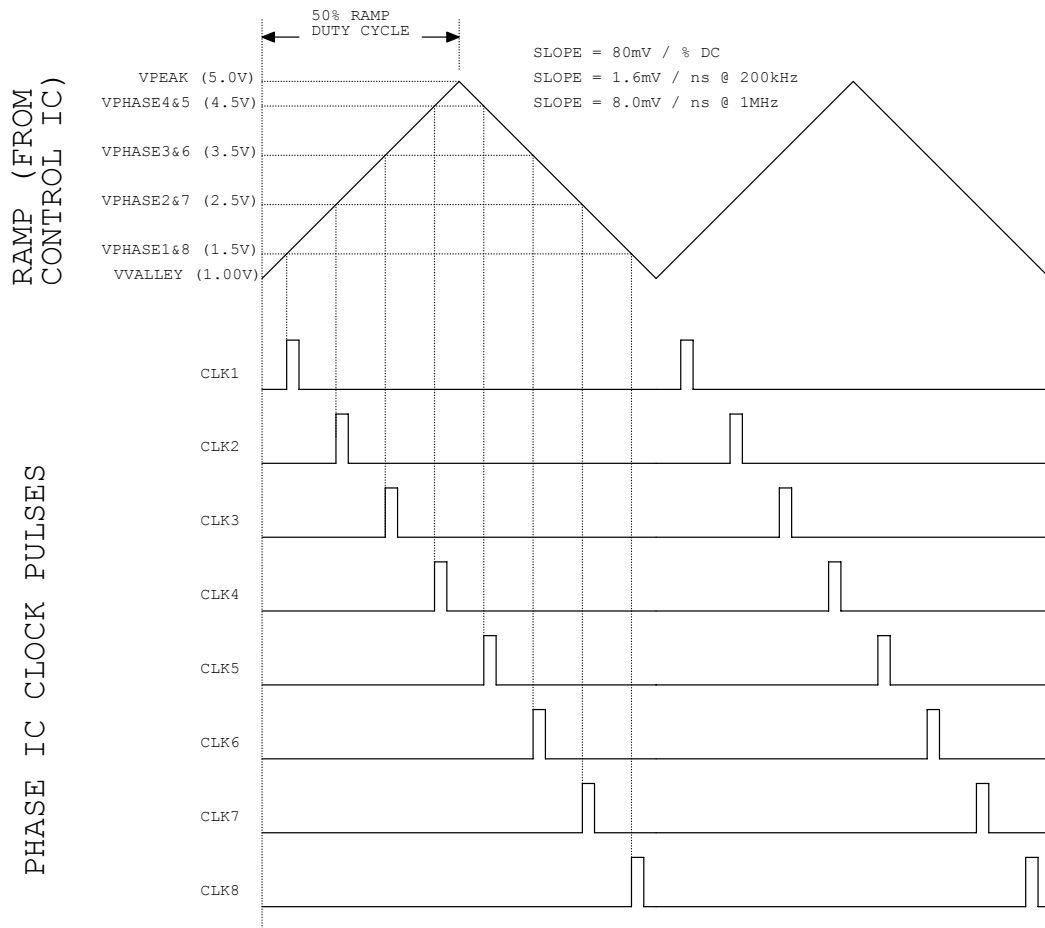 50% RAMP
DUTY CYCLE
SLOPE = 80mV / % DC
SLOPE = 1.6mV / ns @ 200kHz
SLOPE = 8.0mV / ns @ 1MHz
RAMP (FROM
CONTROL IC)
VPEAK (5.0V)
VPHASE4&5 (4.5V)
VPHASE3&6 (3.5V)
VPHASE2&7 (2.5V)
VPHASE1&8 (1.5V)
VVALLEY (1.00V)
PHASE IC CLOCK PULSES
CLK1
CLK2
CLK3
CLK4
CLK5
CLK6
CLK7
CLK8